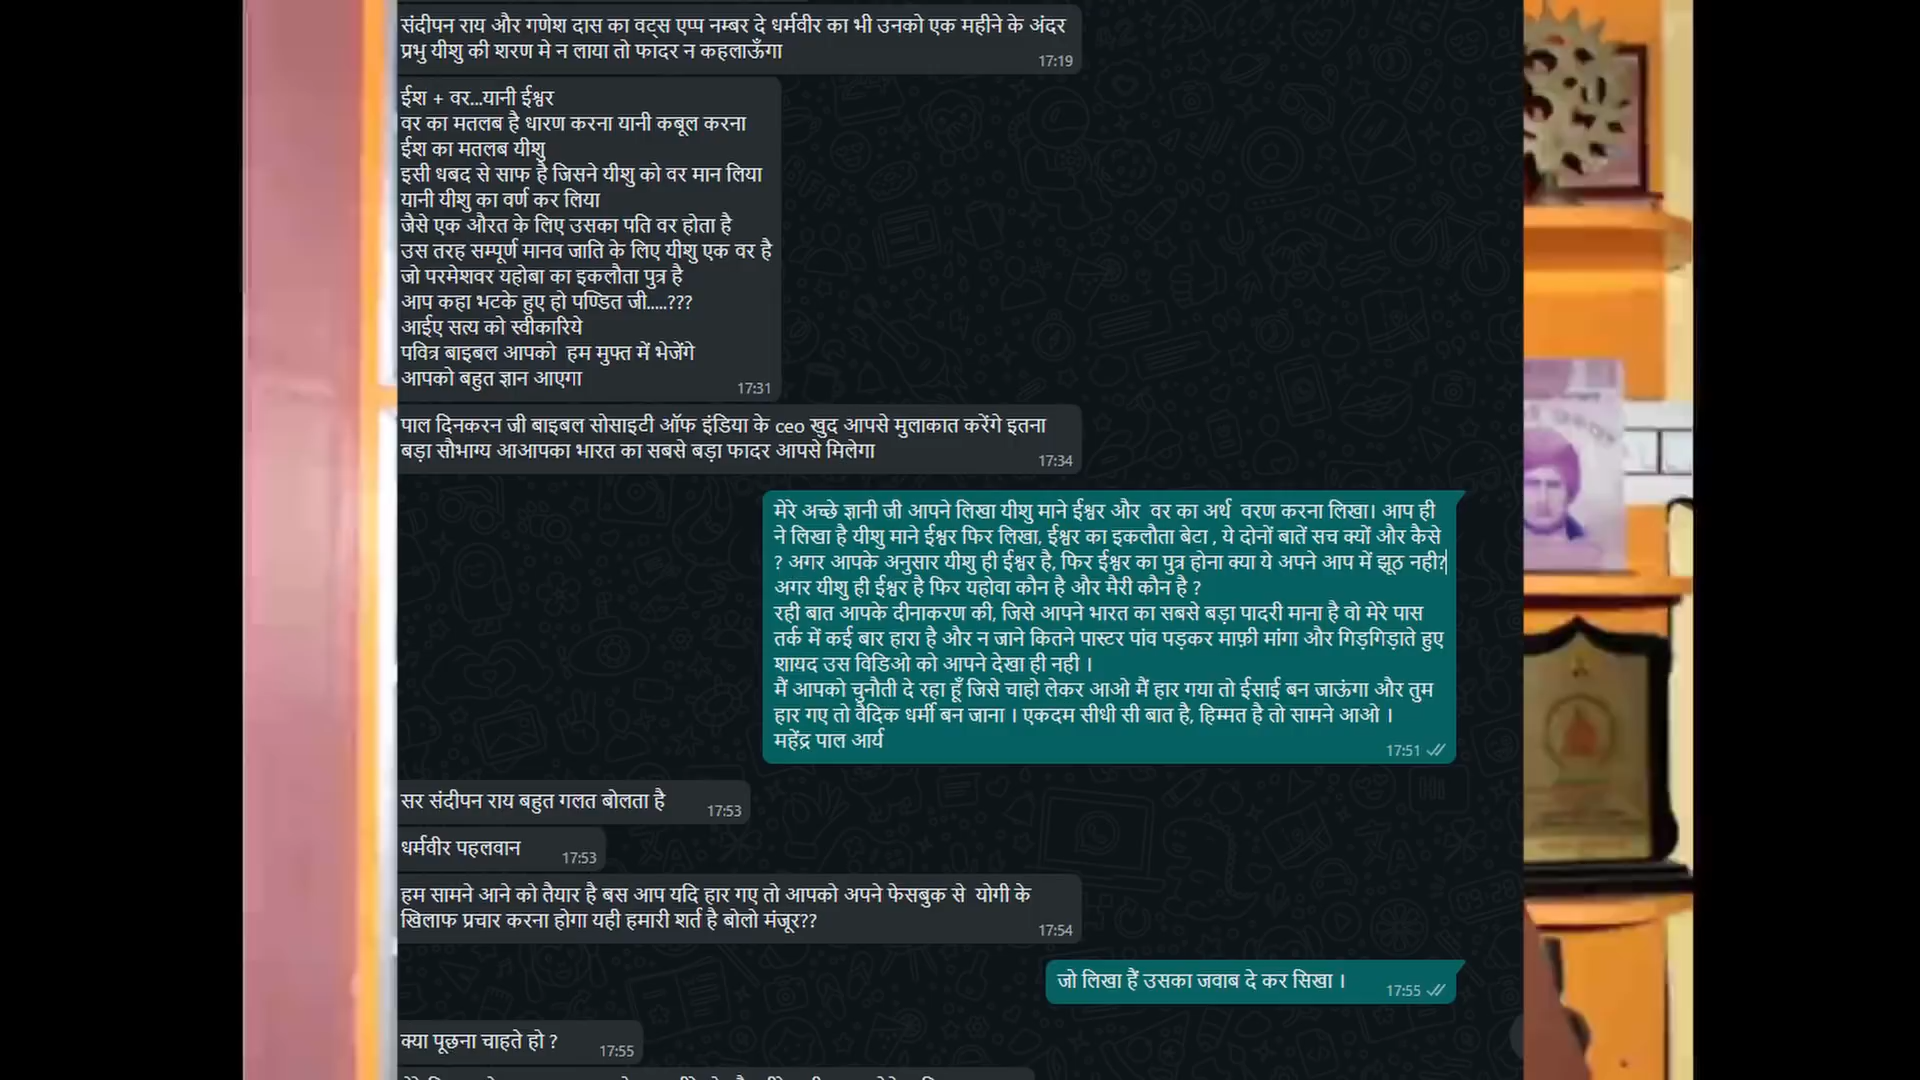 संदीपन राय और गणेश दास का वट्स एप्प नम्बर दे धर्मवीर का भी उनको एक महीने के अंदर
प्रभु यीशु की शरण मे न लाया तो फादर न कहलाऊँगा
17:19
ईश + वर...यानी ईश्वर
वर का मतलब है धारण करना यानी कबूल करना
ईश का मतलब यीशु
इसी धबद से साफ है जिसने यीशु को वर मान लिया
यानी यीशु का वर्ण कर लिया
जैसे एक औरत के लिए उसका पति वर होता है
उस तरह सम्पूर्ण मानव जाति के लिए यीशु एक वर है
जो परमेशवर यहोबा का इकलौता पुत्र है
आप कहा भटके हुए हो पण्डित जी.....???
आईए सत्य को स्वीकारिये
पवित्र बाइबल आपको हम मुफ्त में भेजेंगे
आपको बहुत ज्ञान आएगा
17:31
पाल दिनकरन जी बाइबल सोसाइटी ऑफ इंडिया के ceo खुद आपसे मुलाकात करेंगे इतना
बड़ा सौभाग्य आआपका भारत का सबसे बड़ा फादर आपसे मिलेगा
17:34
मेरे अच्छे ज्ञानी जी आपने लिखा यीशु माने ईश्वर और वर का अर्थ वरण करना लिखा। आप ही
ने लिखा है यीशु माने ईश्वर फिर लिखा, ईश्वर का इकलौता बेटा , ये दोनों बातें सच क्यों और कैसे
? अगर आपके अनुसार यीशु ही ईश्वर है, फिर ईश्वर का पुत्र होना क्या ये अपने आप में झूठ नही?
अगर यीशु ही ईश्वर है फिर यहोवा कौन है और मैरी कौन है ?
रही बात आपके दीनाकरण की, जिसे आपने भारत का सबसे बड़ा पादरी माना है वो मेरे पास
तर्क में कई बार हारा है और न जाने कितने पास्टर पांव पड़कर माफ़ी मांगा और गिड़गिड़ाते हुए
शायद उस विडिओ को आपने देखा ही नही ।
मैं आपको चुनौती दे रहा हूँ जिसे चाहो लेकर आओ मैं हार गया तो ईसाई बन जाऊंगा और तुम
हार गए तो वैदिक धर्मी बन जाना । एकदम सीधी सी बात है, हिम्मत है तो सामने आओ ।
महेंद्र पाल आर्य
17:51
सर संदीपन राय बहुत गलत बोलता है
17:53
धर्मवीर पहलवान
17:53
हम सामने आने को तैयार है बस आप यदि हार गए तो आपको अपने फेसबुक से योगी के
खिलाफ प्रचार करना होगा यही हमारी शर्त है बोलो मंजूर??
17:54
जो लिखा हैं उसका जवाब दे कर सिखा ।
17:55
क्या पूछना चाहते हो ?
17:55